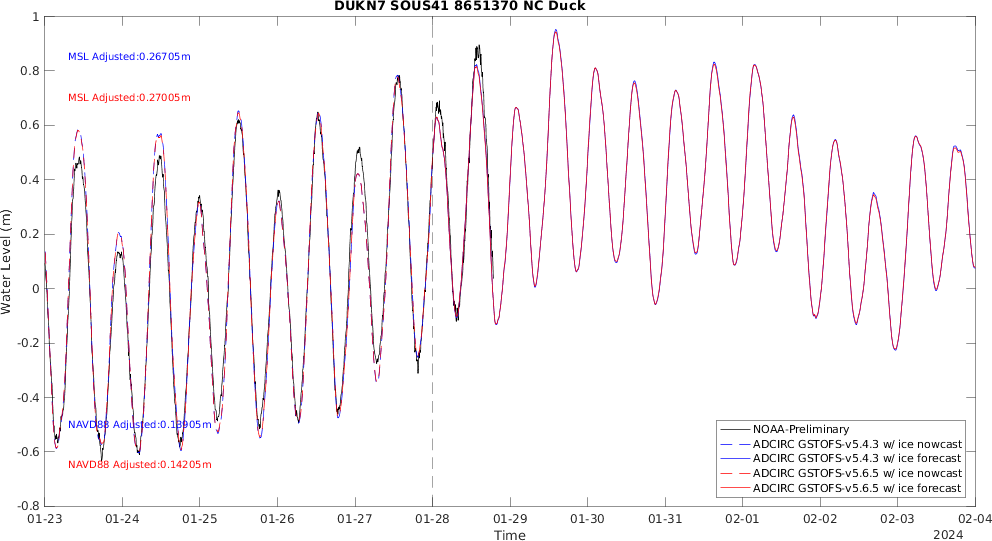 DUKN7 SOUS41 8651370 NC Duck
1
0.8
0.6
0.4
0.2
0
-0.2
-0.4
-0.6
-0.8
Water Level (m)
MSL Adjusted:0.26705m
MSL Adjusted:0.27005m
NAVD88 Adjusted:0.13905m
NAVD88 Adjusted:0.14205m
NOAA-Preliminary
ADCIRC GSTOFS-v5.4.3 w/ ice nowcast
ADCIRC GSTOFS-v5.4.3 w/ ice forecast
ADCIRC GSTOFS-v5.6.5 w/ ice nowcast
ADCIRC GSTOFS-v5.6.5 w/ ice forecast
01-23 01-24 01-25 01-26 01-27 01-28 01-29 01-30 01-31 02-01 02-02 02-03 02-04
Time
2024